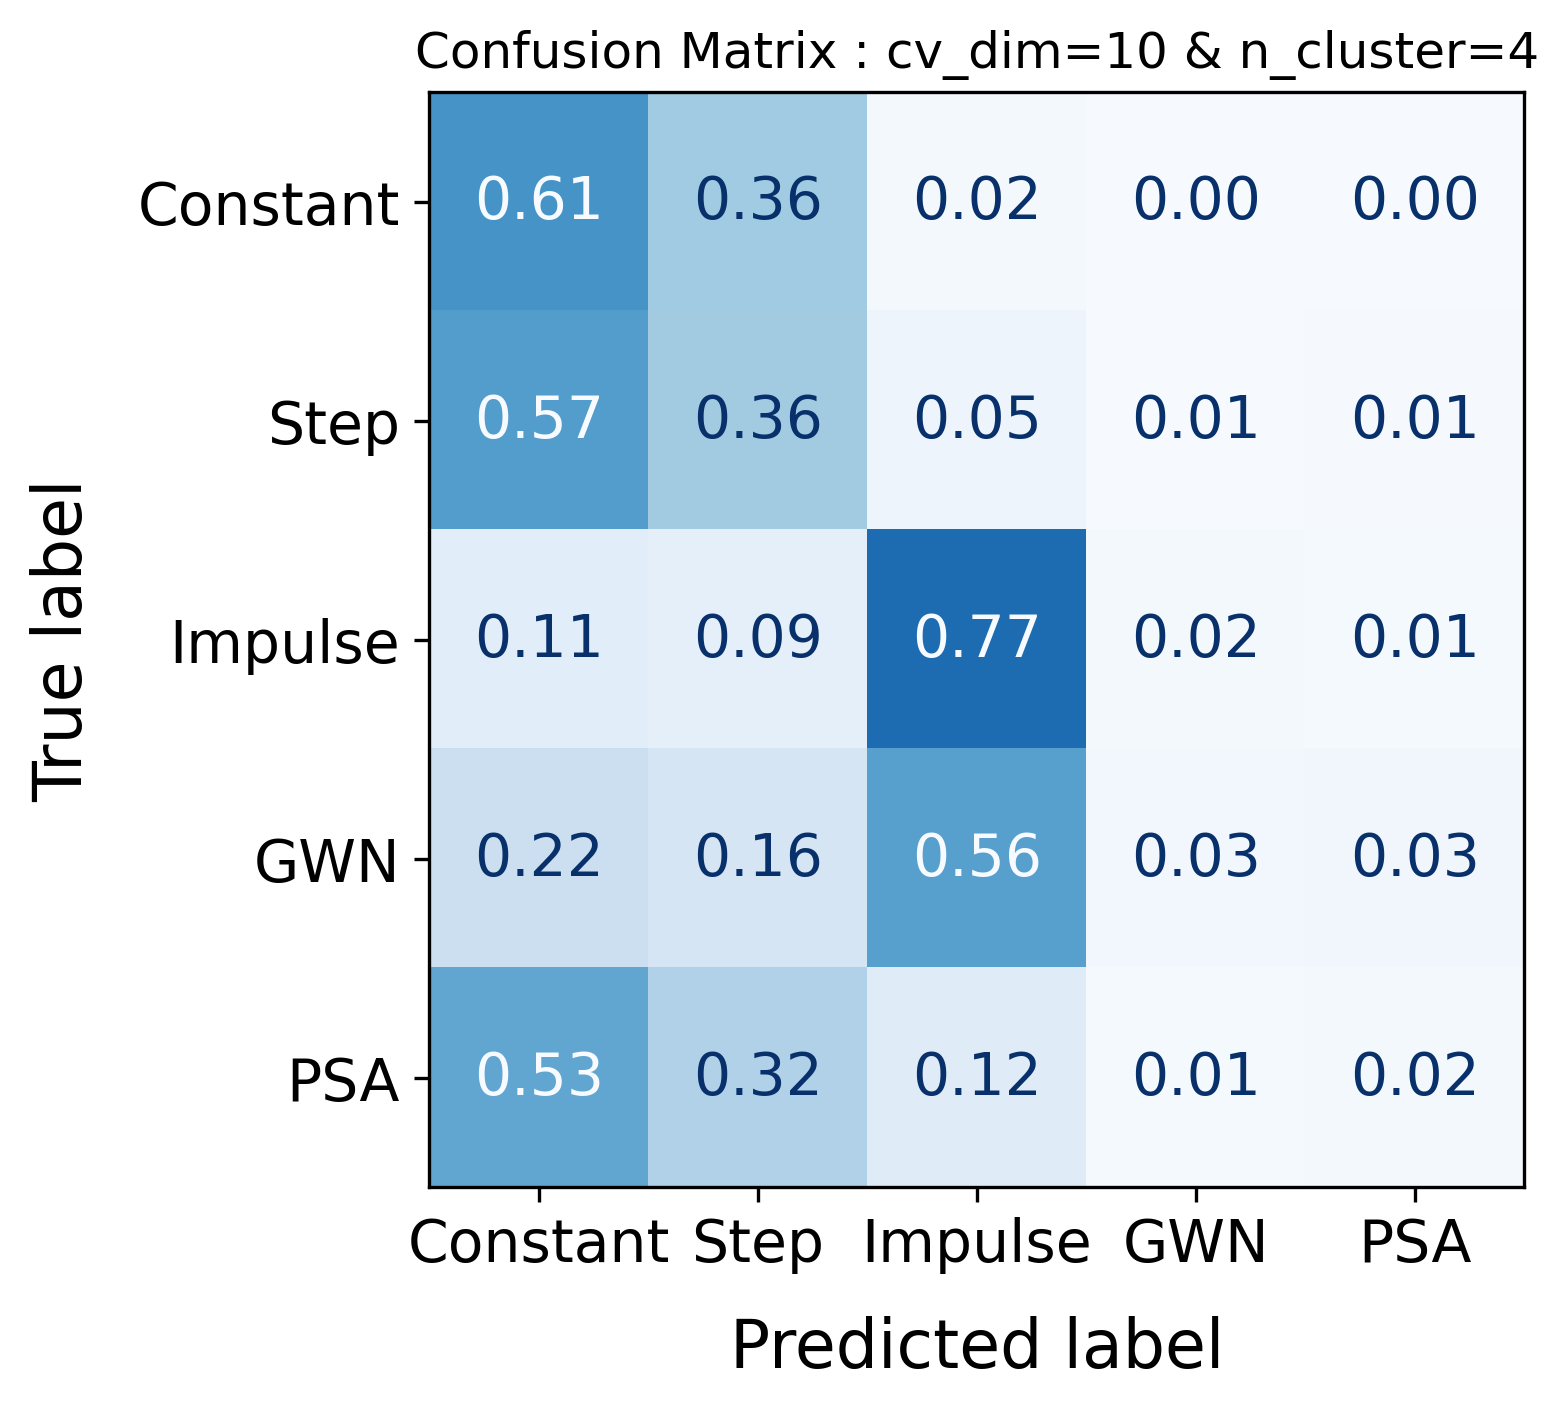 Confusion Matrix : cv_dim=10 & n_cluster=4
True label
Constant 0.61 0.36 0.02 0.00 0.00
Step 0.57 0.36 0.05 0.01 0.01
Impulse 0.11 0.09 0.77 0.02 0.01
GWN 0.22 0.16 0.56 0.03 0.03
PSA 0.53 0.32 0.12 0.01 0.02
Constant Step Impulse GWN PSA
Predicted label